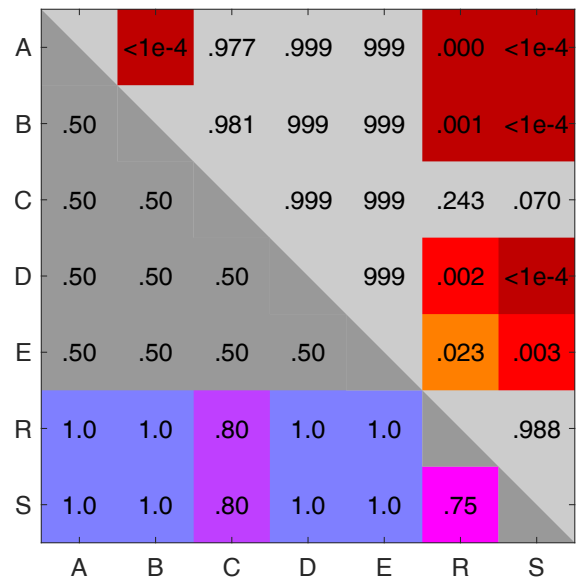 A <1e-4 .977 .999 999 .000 <1e-4
B .50 .981 999 999 .001 <1e-4
C .50 .50 .999 999 .243 .070
D .50 .50 .50 999 .002 <1e-4
E .50 .50 .50 .50 .023 .003
R 1.0 1.0 .80 1.0 1.0 .988
S 1.0 1.0 .80 1.0 1.0 .75
A B C D E R S